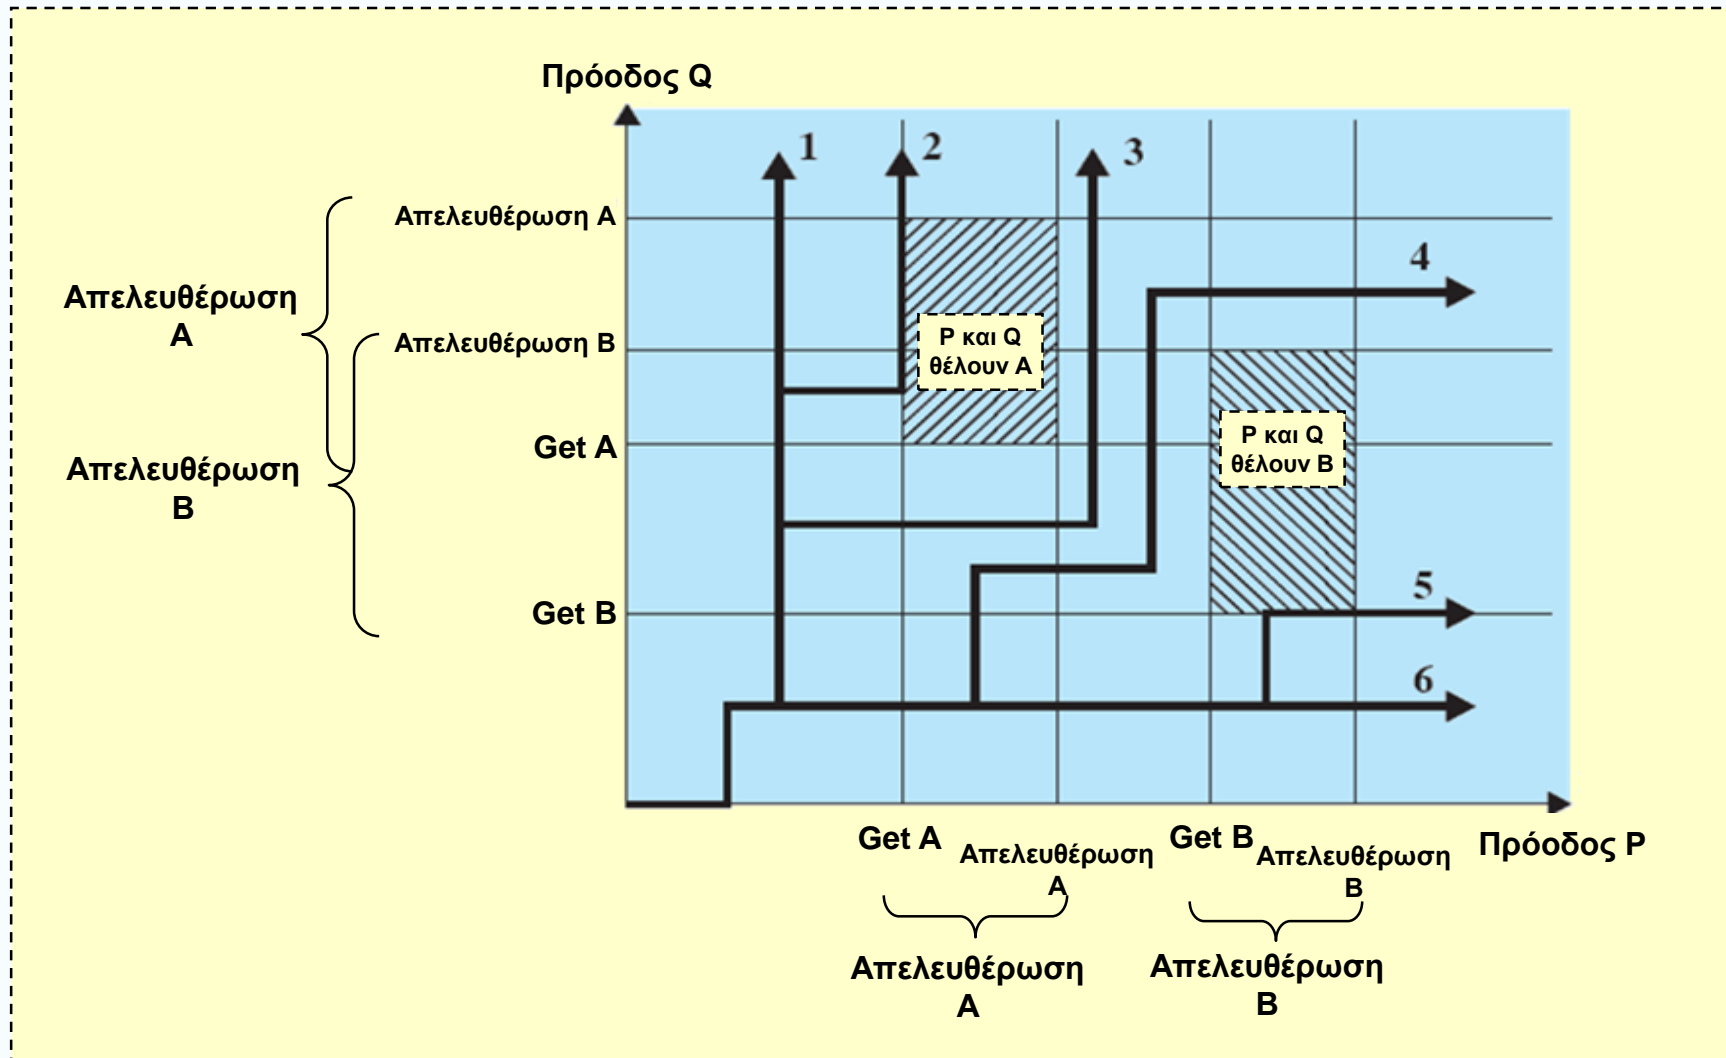 Πρόοδος Q
1
2
3
Απελευθέρωση A
4
Απελευθέρωση
A
Απελευθέρωση B
P και Q
θέλουν A
Get A
P και Q
θέλουν B
Απελευθέρωση
B
5
Get B
6
Get A
Απελευθέρωση
A
Get B
Απελευθέρωση
B
Πρόοδος P
Απελευθέρωση
A
Απελευθέρωση
B